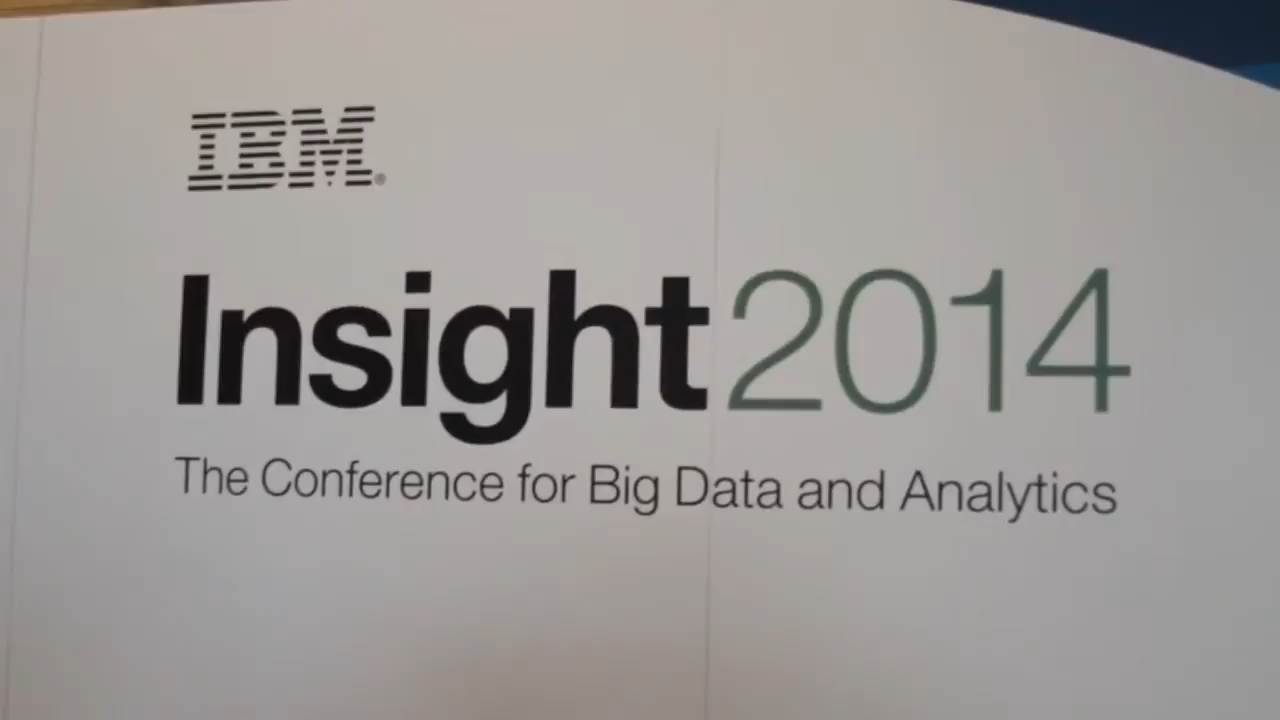 IBM®
Insight2014
The Conference for Big Data and Analytics